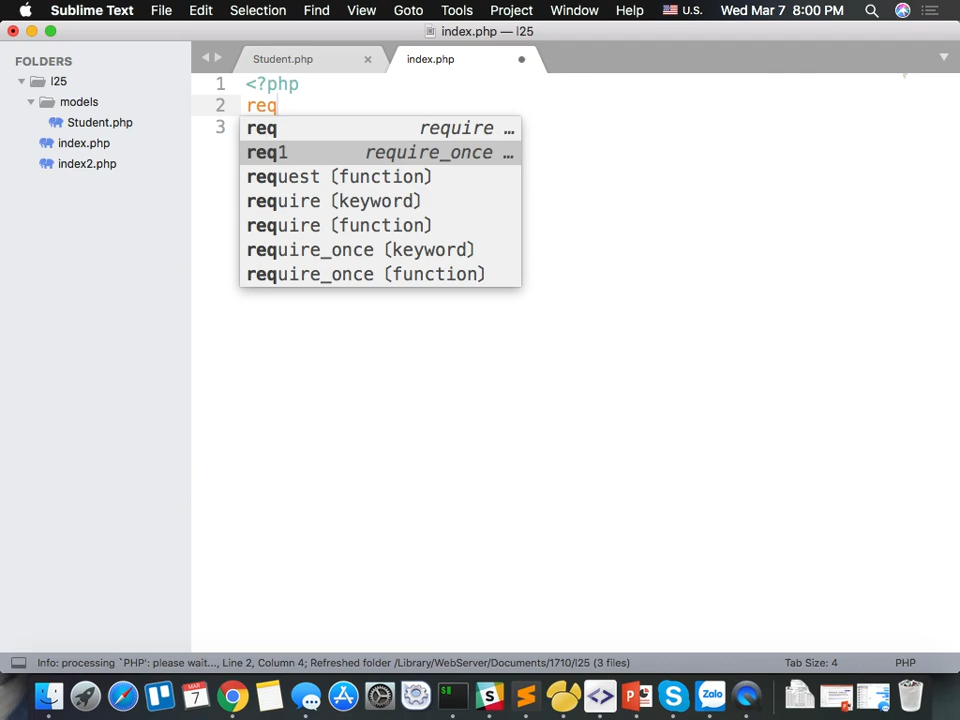 Sublime Text File Edit Selection Find View Goto Tools Project Window Help U.S. Wed Mar 7 8:00 PM
index.php — l25
FOLDERS
l25
models
Student.php
index.php
index2.php
Student.php × index.php
1 <?php
2 req
3
req require …
req1 require_once …
request (function)
require (keyword)
require (function)
require_once (keyword)
require_once (function)
Info: processing `PHP': please wait..., Line 2, Column 4; Refreshed folder /Library/WebServer/Documents/1710/l25 (3 files) Tab Size: 4 PHP
MAR
7
Zalo